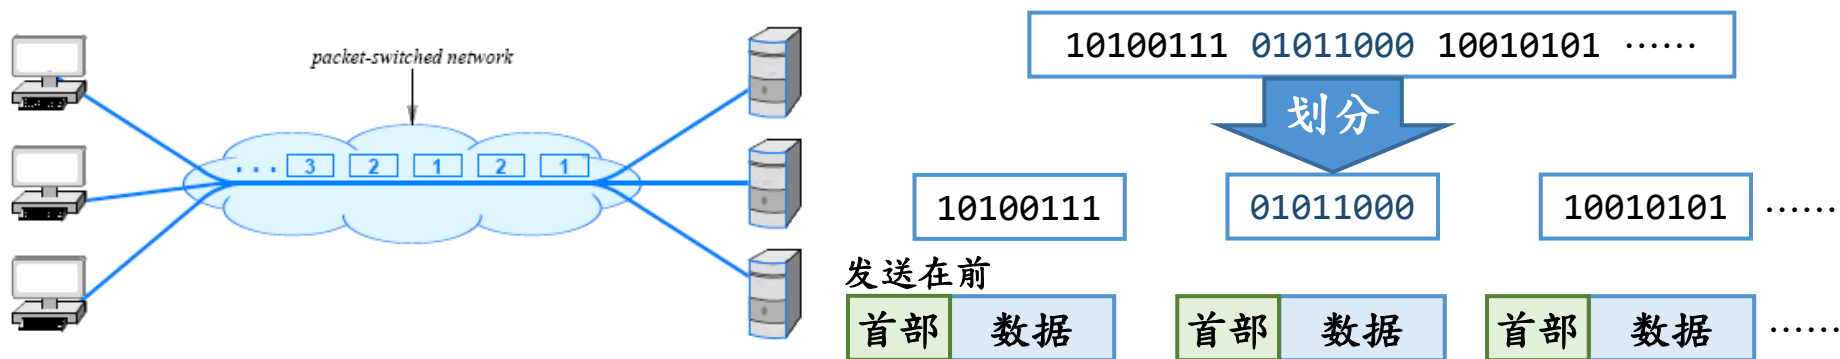 packet-switched network
... 3 2 1 2 1
10100111 01011000 10010101 ……
划分
10100111 01011000 10010101 ……
发送在前
首部 数据 首部 数据 首部 数据 ……